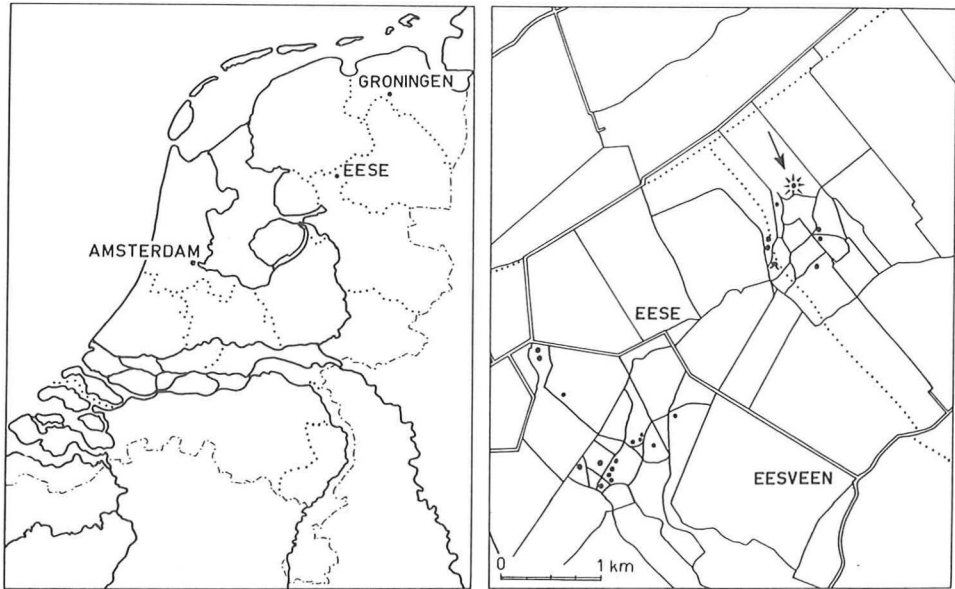 GRONINGEN
EESE
AMSTERDAM
EESE
EESVEEN
0 1 km